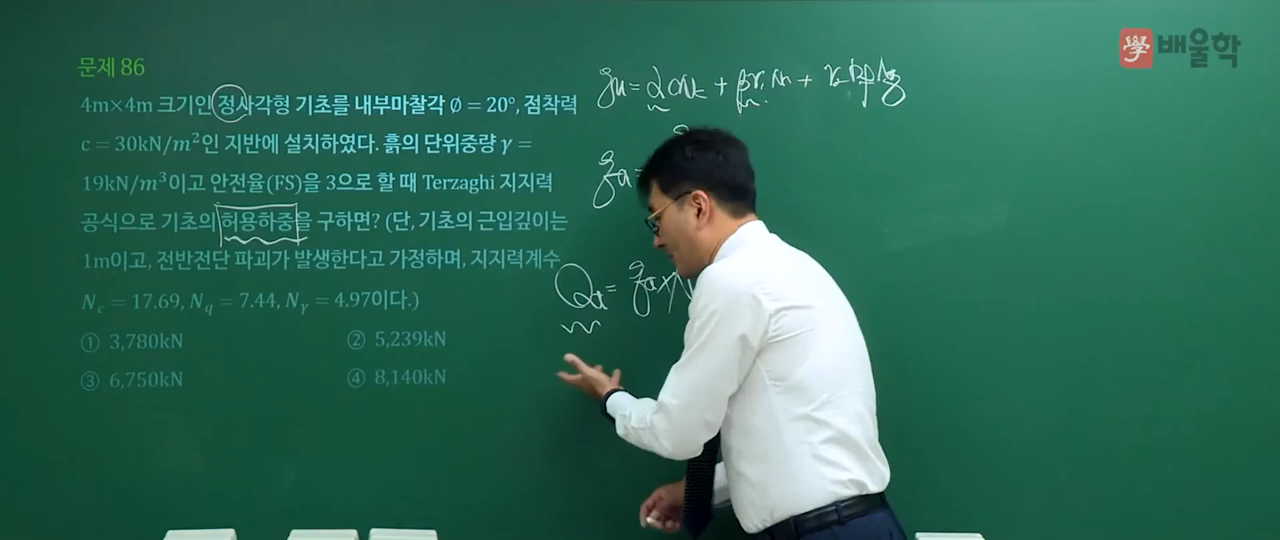 學 배울학
문제 86
4m×4m 크기인 정사각형 기초를 내부마찰각 Ø = 20°, 점착력
c = 30kN/m²인 지반에 설치하였다. 흙의 단위중량 γ =
19kN/m³이고 안전율(FS)을 3으로 할 때 Terzaghi 지지력
공식으로 기초의 허용하중을 구하면? (단, 기초의 근입깊이는
1m이고, 전반전단 파괴가 발생한다고 가정하며, 지지력계수
N_c = 17.69, N_q = 7.44, N_γ = 4.97이다.)
① 3,780kN ② 5,239kN
③ 6,750kN ④ 8,140kN